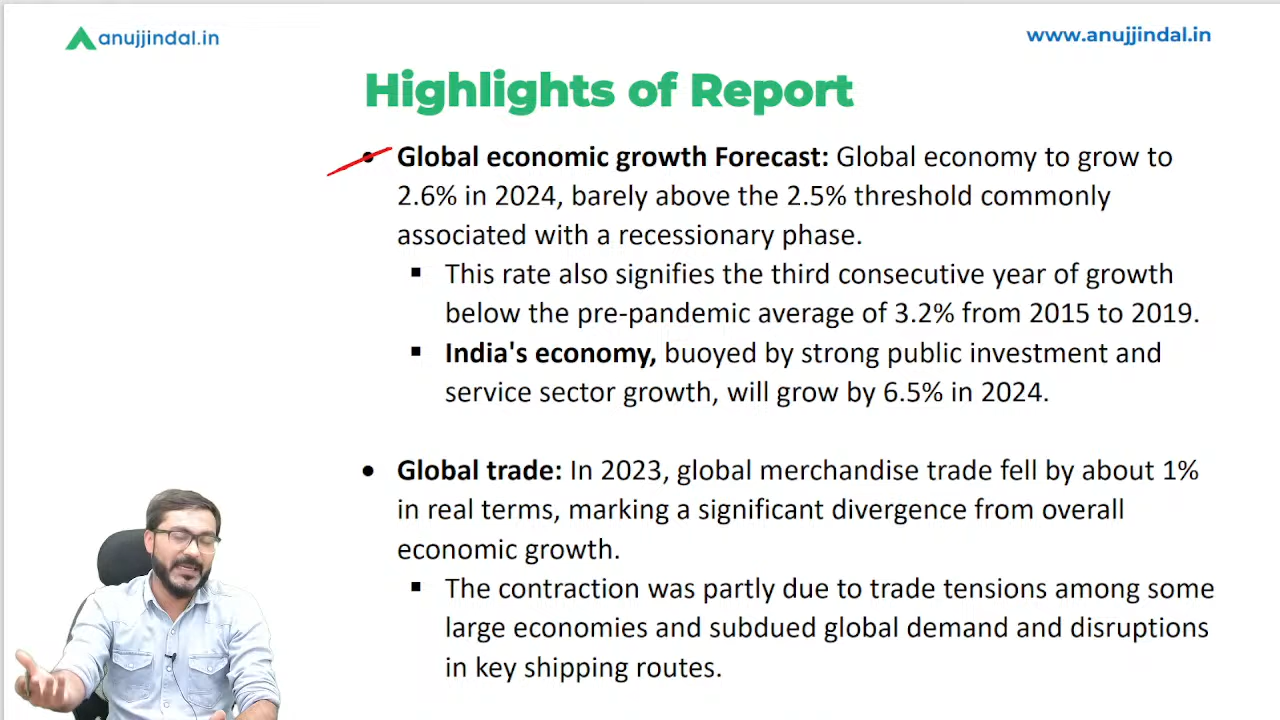 anujjindal.in
www.anujjindal.in
Highlights of Report
• Global economic growth Forecast: Global economy to grow to
2.6% in 2024, barely above the 2.5% threshold commonly
associated with a recessionary phase.
▪ This rate also signifies the third consecutive year of growth
below the pre-pandemic average of 3.2% from 2015 to 2019.
▪ India's economy, buoyed by strong public investment and
service sector growth, will grow by 6.5% in 2024.
• Global trade: In 2023, global merchandise trade fell by about 1%
in real terms, marking a significant divergence from overall
economic growth.
▪ The contraction was partly due to trade tensions among some
large economies and subdued global demand and disruptions
in key shipping routes.